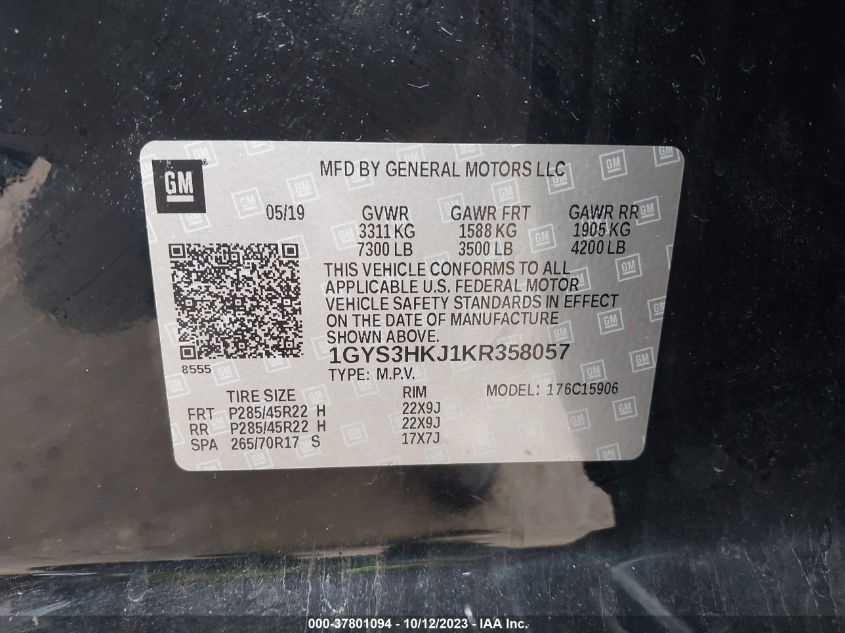 GM
MFD BY GENERAL MOTORS LLC
05/19 GVWR GAWR FRT GAWR RR
3311 KG 1588 KG 1905 KG
7300 LB 3500 LB 4200 LB
THIS VEHICLE CONFORMS TO ALL
APPLICABLE U.S. FEDERAL MOTOR
VEHICLE SAFETY STANDARDS IN EFFECT
ON THE DATE OF MANUFACTURE
SHOWN ABOVE.
1GYS3HKJ1KR358057
8555
TYPE: M.P.V. MODEL: 176C15906
TIRE SIZE RIM
FRT P285/45R22 H 22X9J
RR P285/45R22 H 22X9J
SPA 265/70R17 S 17X7J
000-37801094 - 10/12/2023 - IAA Inc.